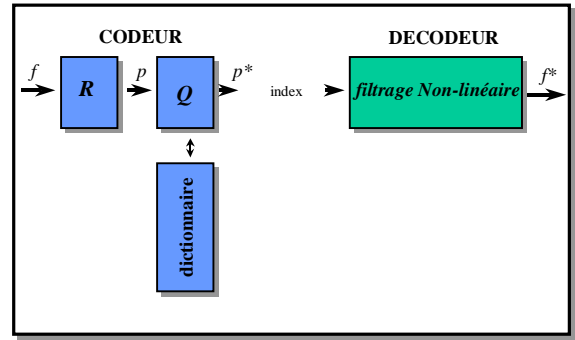 CODEUR
DECODEUR
f
R
p
Q
p*
index
filtrage Non-linéaire
f*
dictionnaire